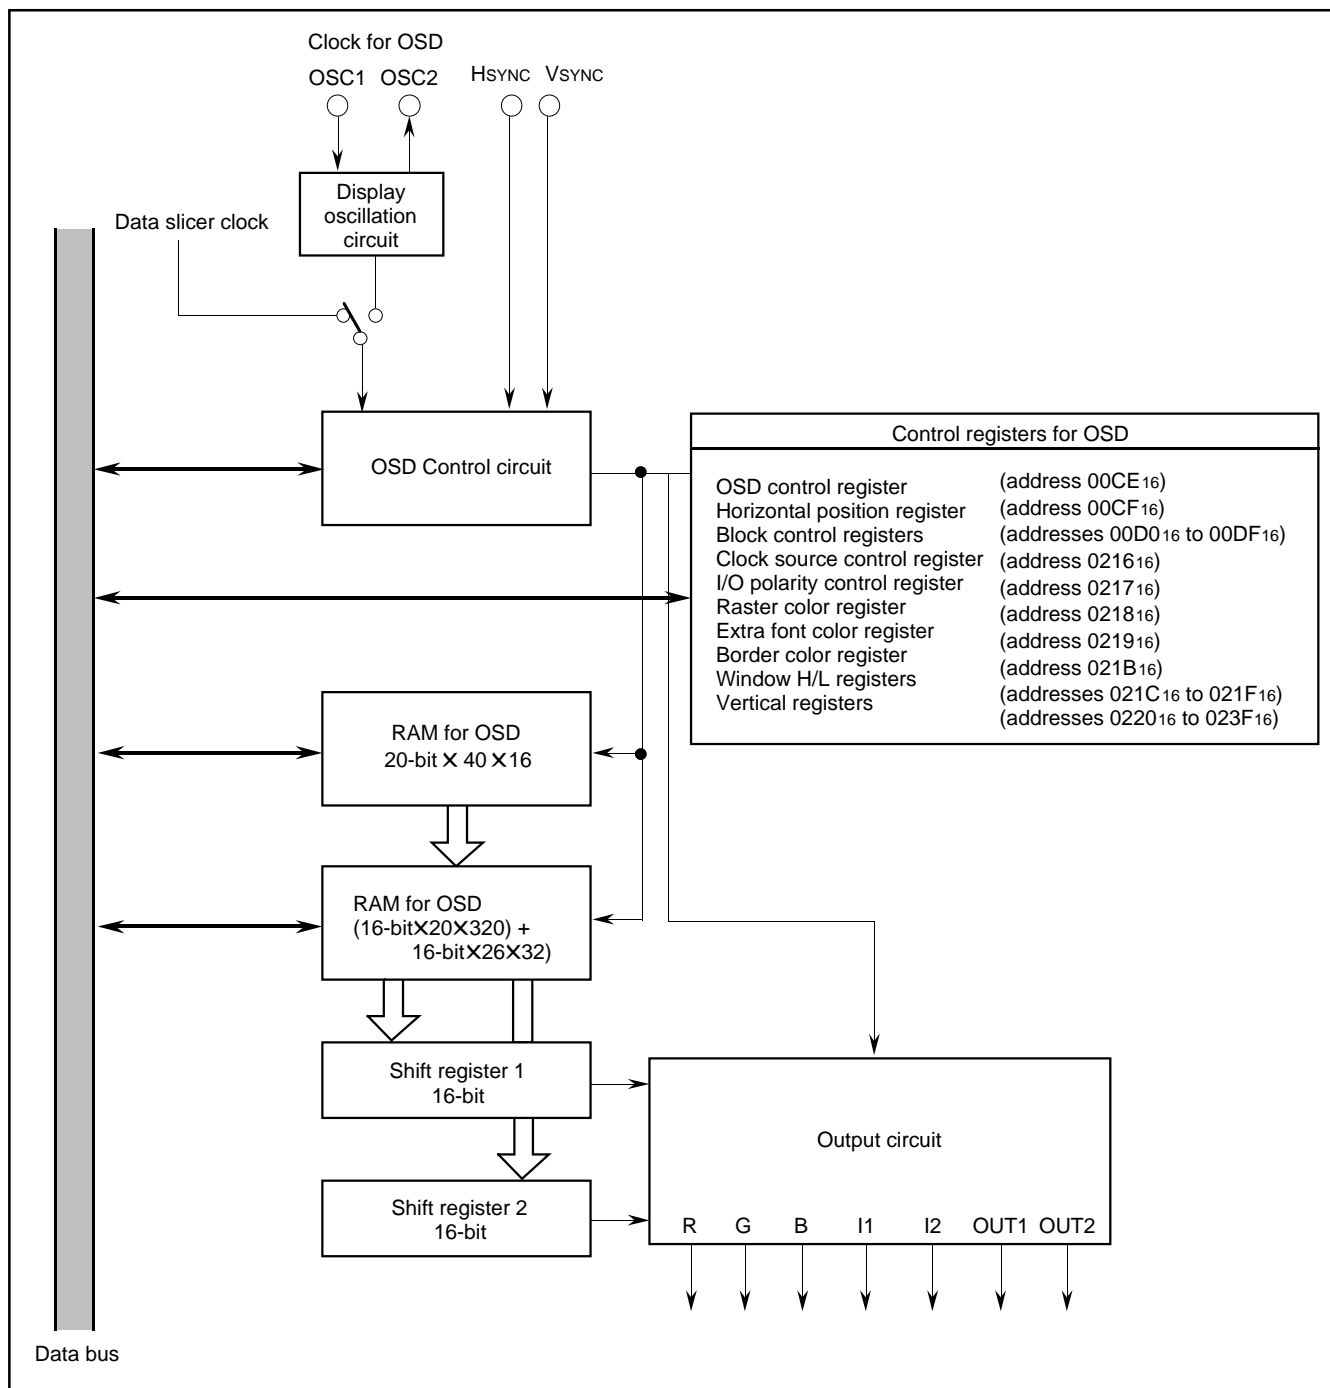 Clock for OSD
OSC1 OSC2 HSYNC VSYNC
Display
oscillation
circuit
Data slicer clock
OSD Control circuit
Control registers for OSD
OSD control register (address 00CE16)
Horizontal position register (address 00CF16)
Block control registers (addresses 00D016 to 00DF16)
Clock source control register (address 021616)
I/O polarity control register (address 021716)
Raster color register (address 021816)
Extra font color register (address 021916)
Border color register (address 021B16)
Window H/L registers (addresses 021C16 to 021F16)
Vertical registers (addresses 022016 to 023F16)
RAM for OSD
20-bit × 40 × 16
RAM for OSD
(16-bit×20×320) +
16-bit×26×32)
Shift register 1
16-bit
Output circuit
Shift register 2
16-bit
R G B I1 I2 OUT1 OUT2
Data bus